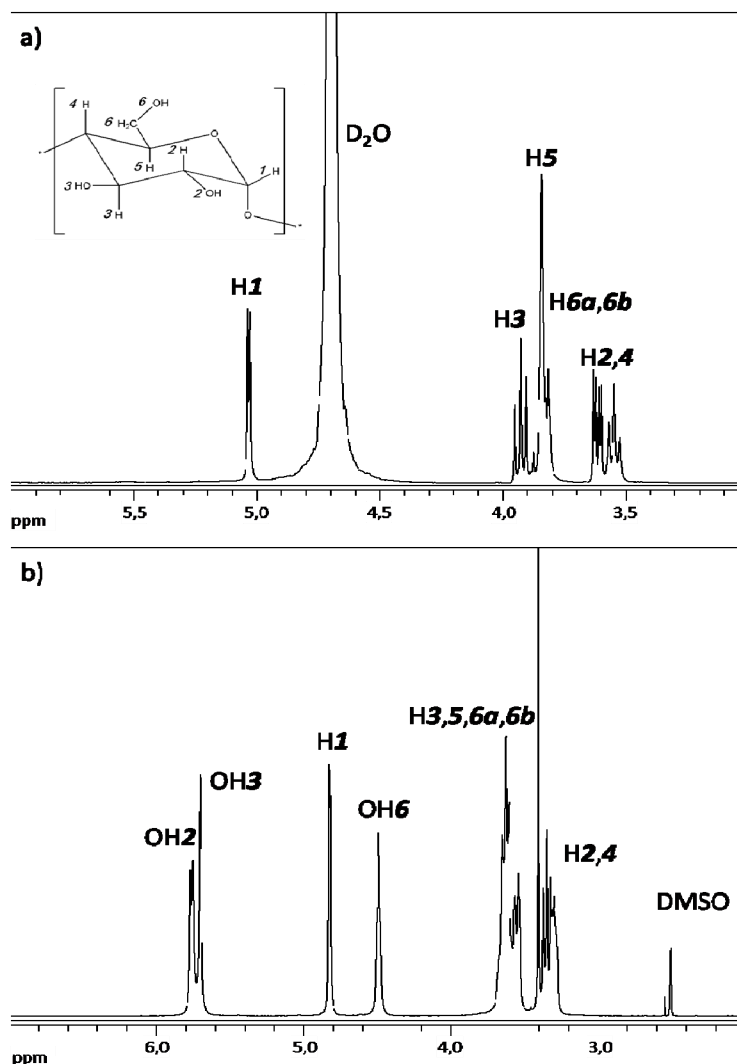 a)
4 H
6 OH
6 H₂C
O
2 H
5 H
1 H
3 HO
2 OH
3 H
O
D₂O
H5
H1
H3
H6a,6b
H2,4
5,5
5,0
4,5
4,0
3,5
ppm
b)
H3,5,6a,6b
H1
OH3
OH6
OH2
H2,4
DMSO
6,0
5,0
4,0
3,0
ppm